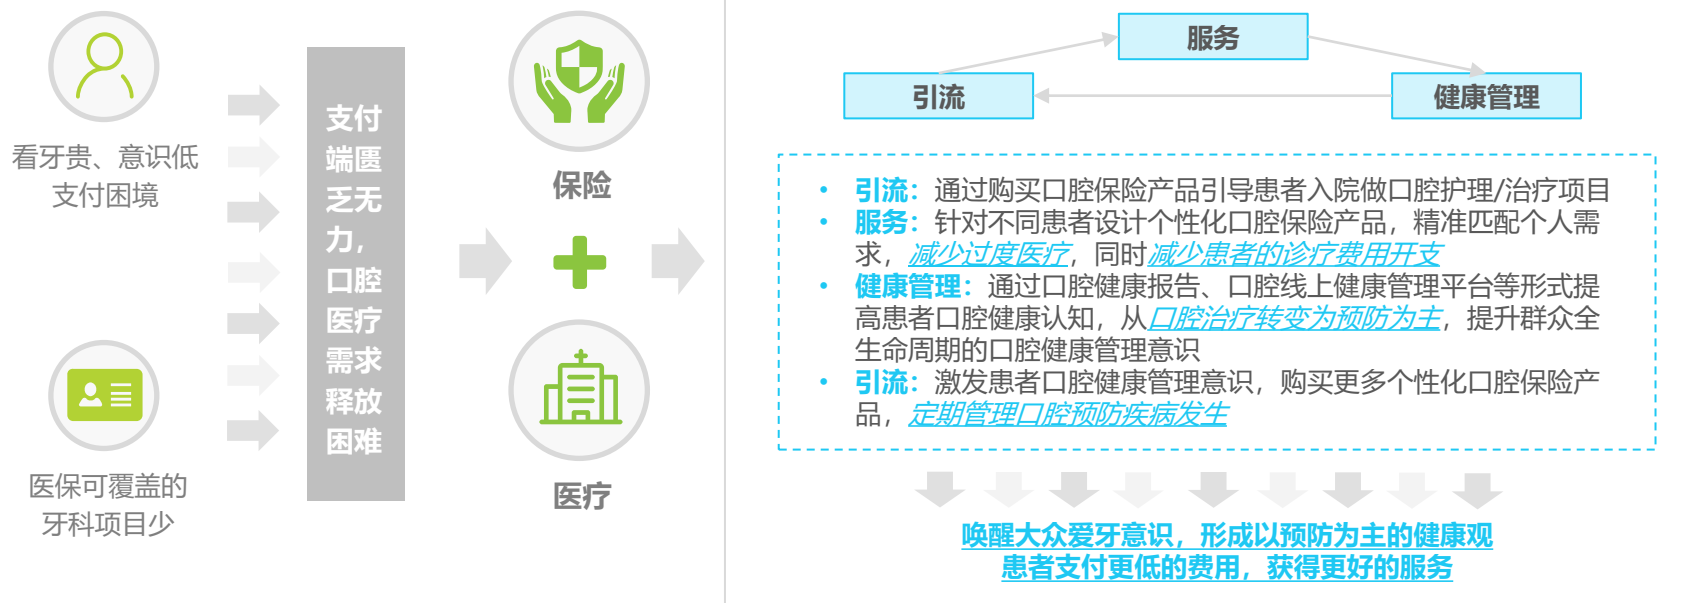 看牙贵、意识低
支付困境
医保可覆盖的
牙科项目少
支付
端匮
乏无
力，
口腔
医疗
需求
释放
困难
保险
医疗
服务
引流
健康管理
• 引流：通过购买口腔保险产品引导患者入院做口腔护理/治疗项目
• 服务：针对不同患者设计个性化口腔保险产品，精准匹配个人需
求，减少过度医疗，同时减少患者的诊疗费用开支
• 健康管理：通过口腔健康报告、口腔线上健康管理平台等形式提
高患者口腔健康认知，从口腔治疗转变为预防为主，提升群众全
生命周期的口腔健康管理意识
• 引流：激发患者口腔健康管理意识，购买更多个性化口腔保险产
品，定期管理口腔预防疾病发生
唤醒大众爱牙意识，形成以预防为主的健康观
患者支付更低的费用，获得更好的服务